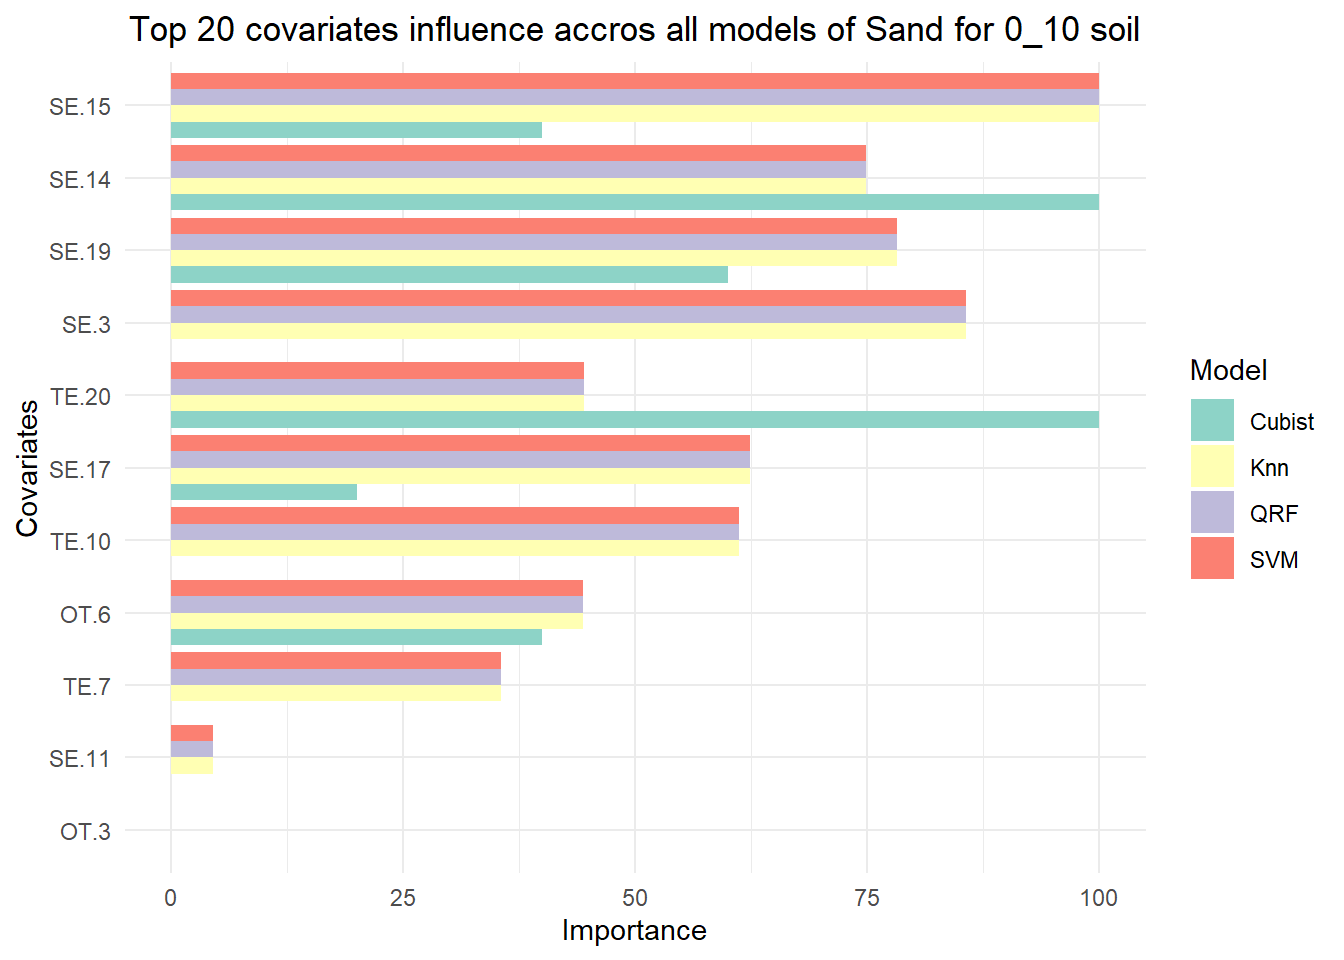 Top 20 covariates influence accros all models of Sand for 0_10 soil
SE.15
SE.14
SE.19
SE.3
TE.20
SE.17
TE.10
OT.6
TE.7
SE.11
OT.3
Covariates
0 25 50 75 100
Importance
Model
Cubist
Knn
QRF
SVM